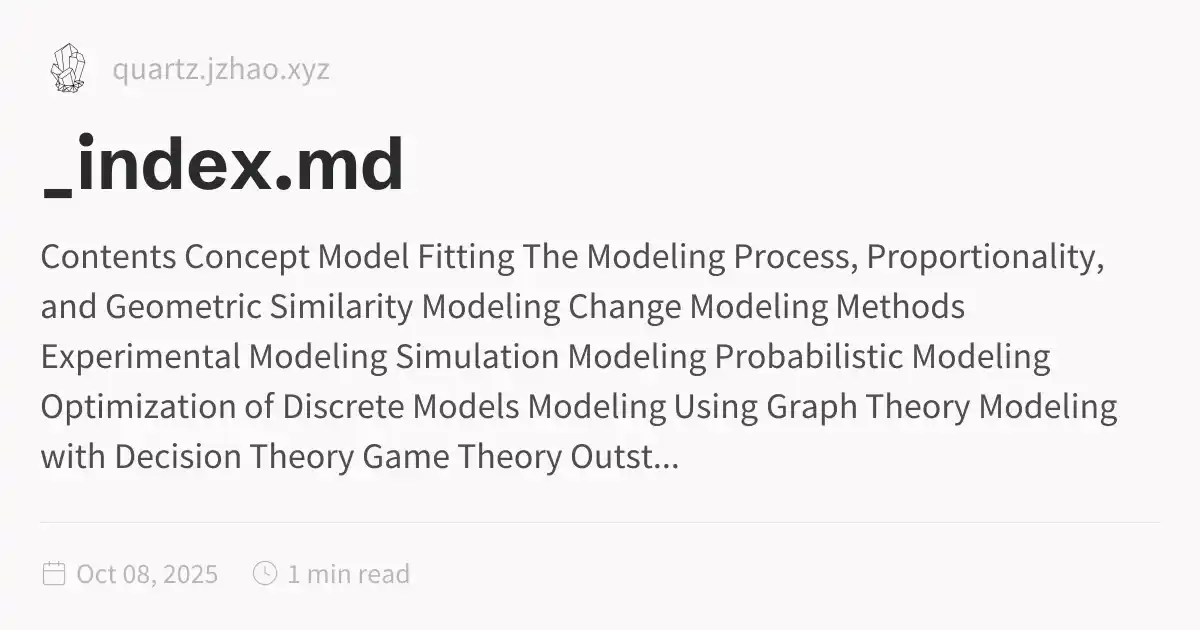 quartz.jzhao.xyz
_index.md
Contents Concept Model Fitting The Modeling Process, Proportionality,
and Geometric Similarity Modeling Change Modeling Methods
Experimental Modeling Simulation Modeling Probabilistic Modeling
Optimization of Discrete Models Modeling Using Graph Theory Modeling
with Decision Theory Game Theory Outst...
Oct 08, 2025 1 min read